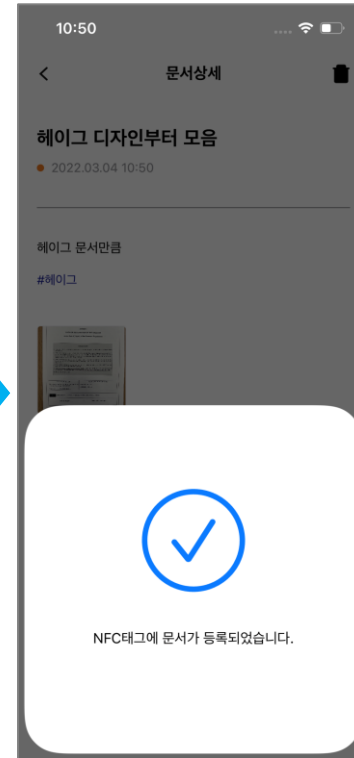 10:50
문서상세
헤이그 디자인부터 모음
2022.03.04 10:50
헤이그 문서만큼
#헤이그
NFC태그에 문서가 등록되었습니다.